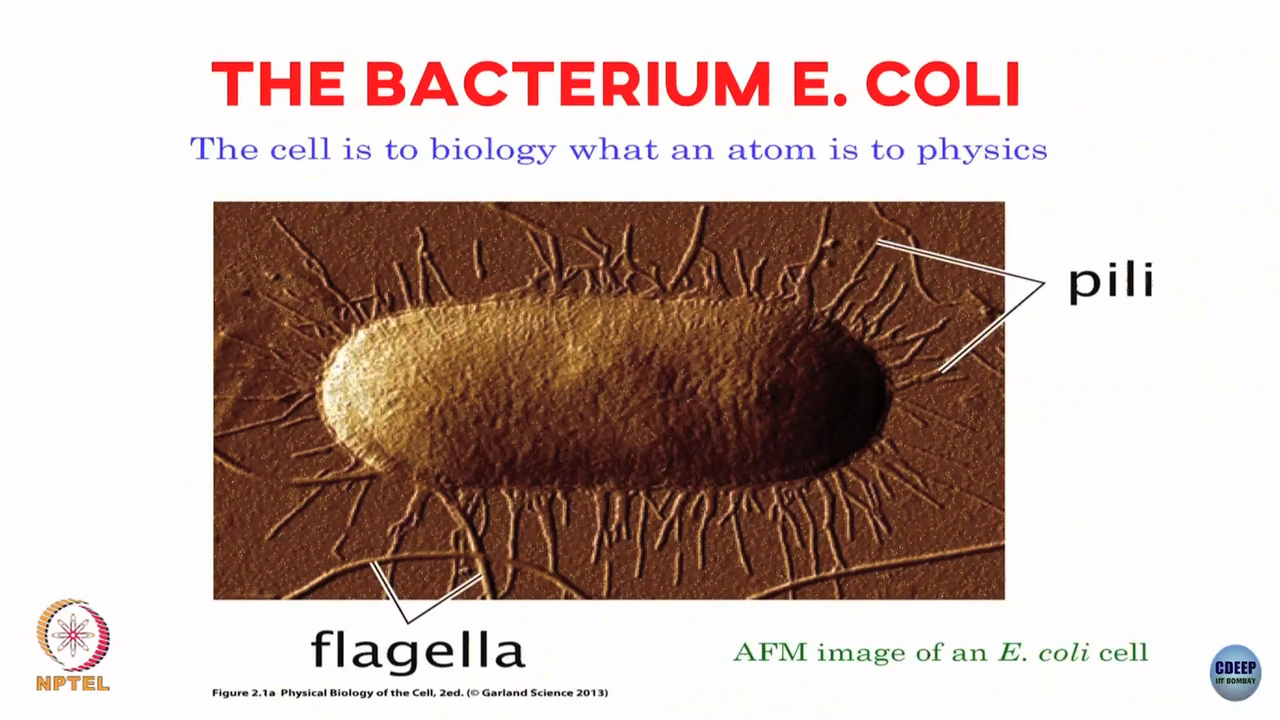 THE BACTERIUM E. COLI
The cell is to biology what an atom is to physics
pili
flagella
AFM image of an E. coli cell
NPTEL
Figure 2.1a Physical Biology of the Cell, 2ed. (© Garland Science 2013)
CDEEP
IIT BOMBAY